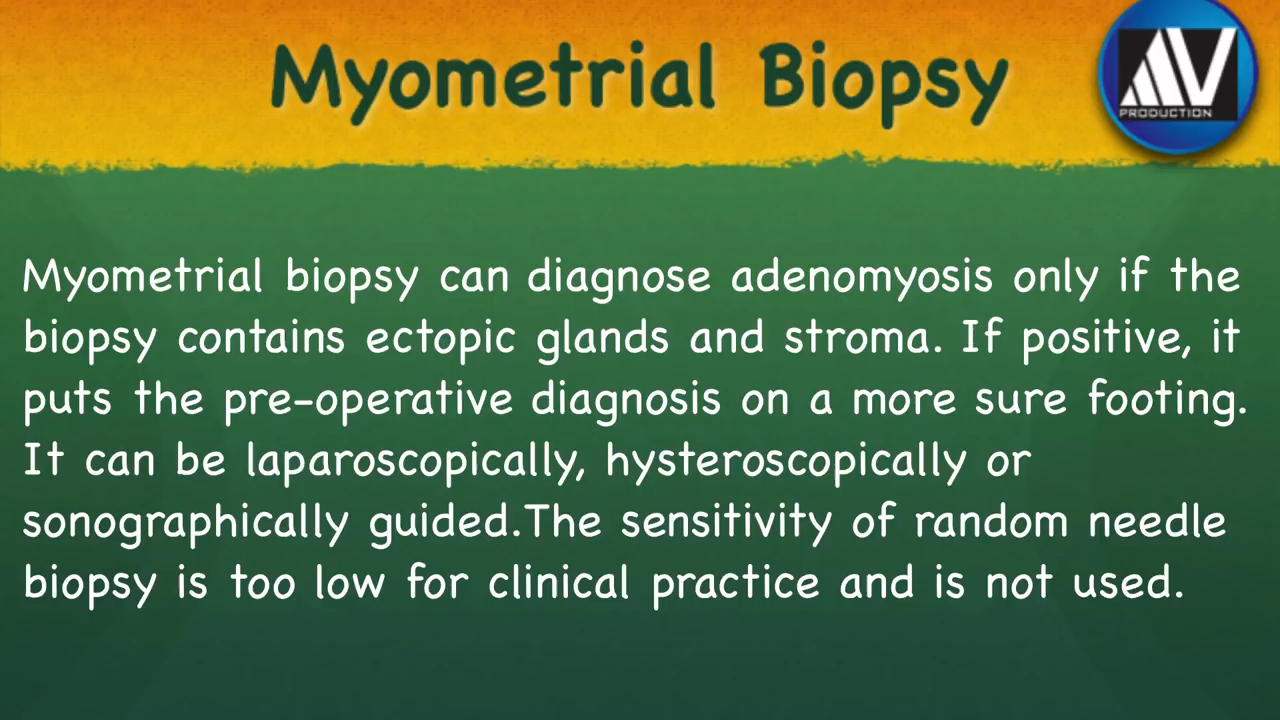 Myometrial Biopsy
AV
PRODUCTION
Myometrial biopsy can diagnose adenomyosis only if the
biopsy contains ectopic glands and stroma. If positive, it
puts the pre-operative diagnosis on a more sure footing.
It can be laparoscopically, hysteroscopically or
sonographically guided.The sensitivity of random needle
biopsy is too low for clinical practice and is not used.